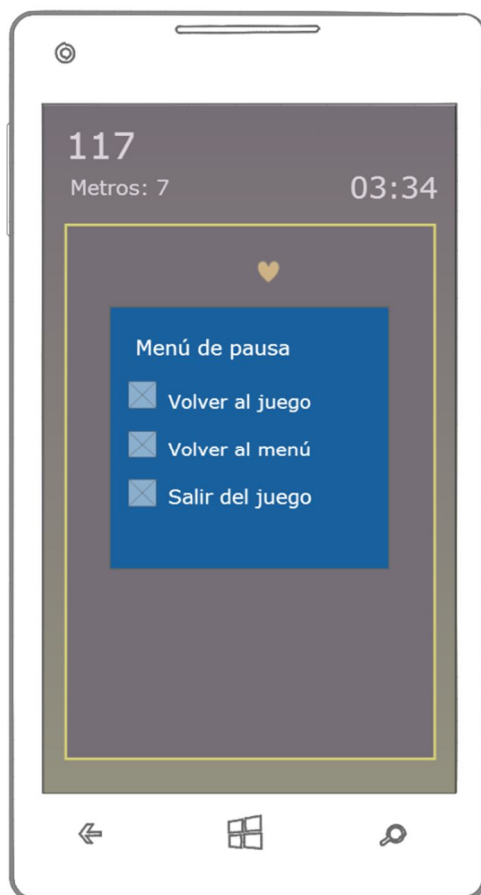 117
Metros: 7
03:34
Menú de pausa
Volver al juego
Volver al menú
Salir del juego